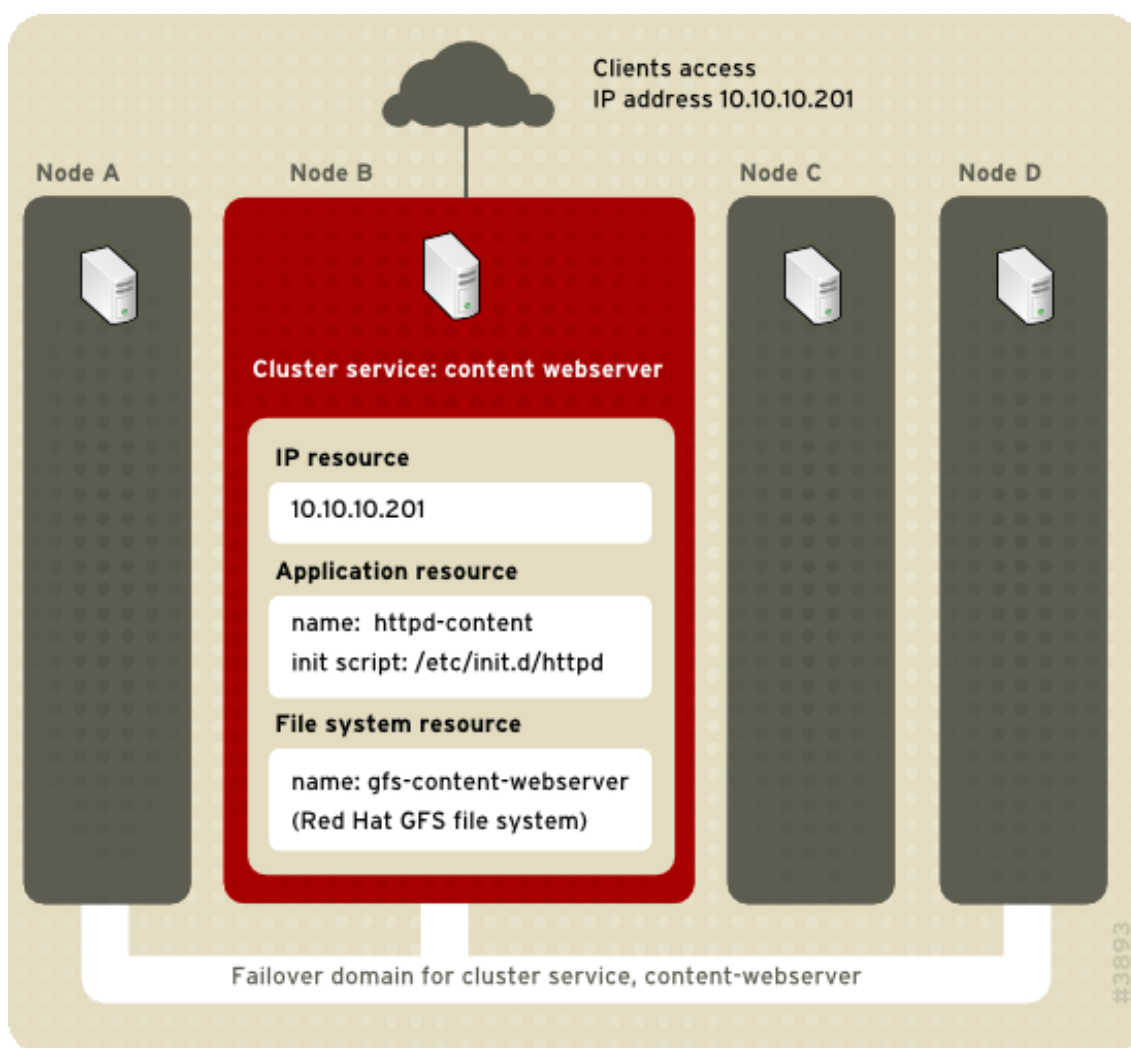 Clients access
IP address 10.10.10.201
Node A
Node B
Node C
Node D
Cluster service: content webserver
IP resource
10.10.10.201
Application resource
name: httpd-content
init script: /etc/init.d/httpd
File system resource
name: gfs-content-webserver
(Red Hat GFS file system)
Failover domain for cluster service, content-webserver
#38893